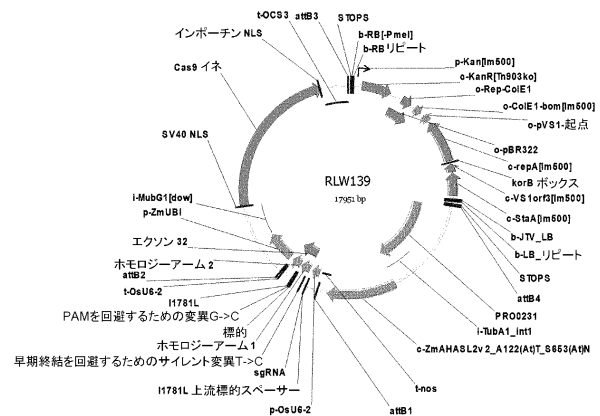 t-OCS3
attB3
STOPS
b-RB[-PmeI]
b-RB リピート
p-Kan[lm500]
c-KanR[Tn903ko]
o-Rep-ColE1
o-ColE1-bom[lm500]
o-pVS1-起点
o-pBR322
c-repA[lm500]
korB ボックス
c-VS1orf3[lm500]
c-StaA[lm500]
b-JTV_LB
b-LB_リピート
STOPS
attB4
PRO0231
i-TubA1_int1
c-ZmAHASL2v2_A122(At)T_S653(At)N
t-nos
attB1
p-OsU6-2
I1781L 上流標的スペーサー
sgRNA
早期終結を回避するためのサイレント変異T->C
ホモロジーアーム 1
標的
PAMを回避するための変異G->C
I1781L
t-OsU6-2
attB2
ホモロジーアーム 2
エクソン 32
p-ZmUBI
i-MubG1[dow]
SV40 NLS
Cas9 イネ
インポーチン NLS
RLW139
17951 bp